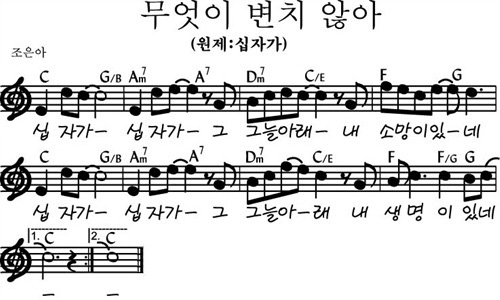 무엇이 변치 않아
(원제:십자가)
조은아
C G/B Am7 A7 Dm7 C/E F G
십 자가- 십 자가- 그 그늘아래- 내 소망이있-네
C G/B Am7 A7 Dm7 C/E F F/G G
십 자가- 십 자가- 그 그늘아-래 내 생명 이 있네
1. C 2. C